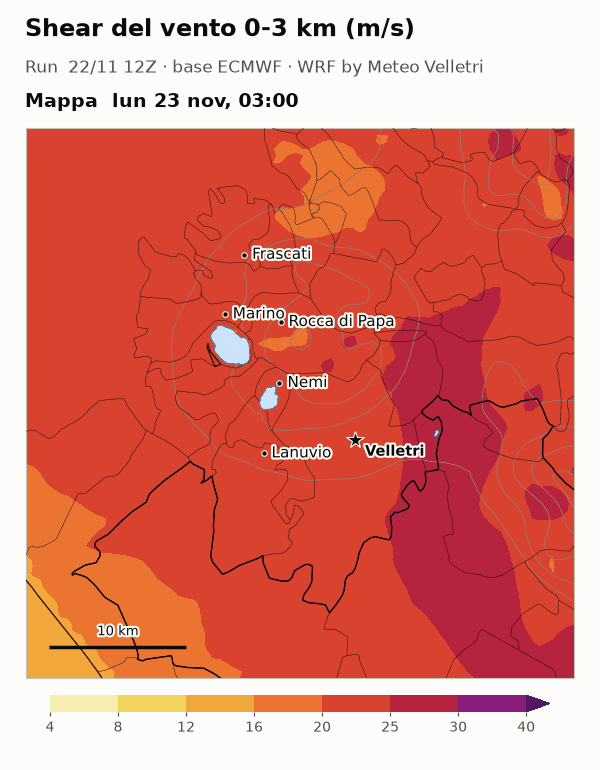 Shear del vento 0-3 km (m/s)
Run 22/11 12Z · base ECMWF · WRF by Meteo Velletri
Mappa lun 23 nov, 03:00
Frascati
Marino
Rocca di Papa
Nemi
Velletri
Lanuvio
10 km
4 8 12 16 20 25 30 40